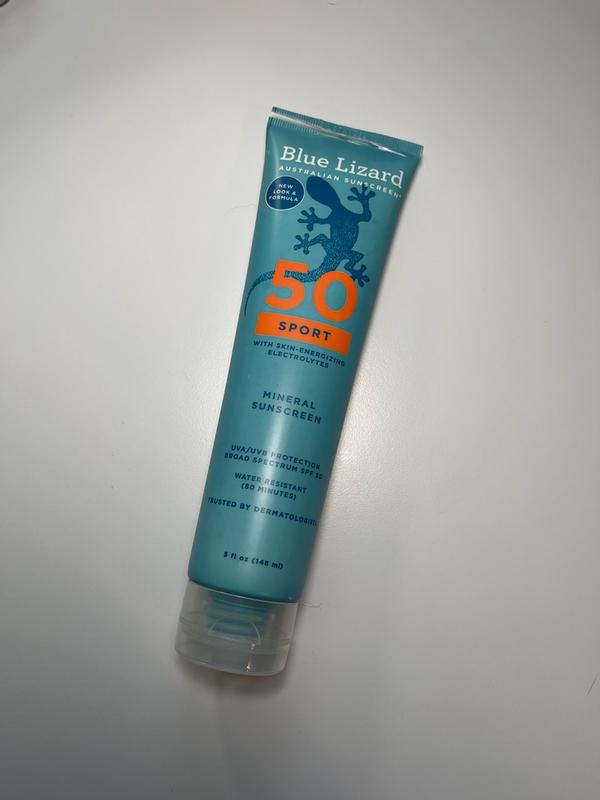 Blue Lizard
AUSTRALIAN SUNSCREEN
NEW
LOOK &
FORMULA
50
SPORT
WITH SKIN-ENERGIZING
ELECTROLYTES
MINERAL
SUNSCREEN
UVA/UVB PROTECTION
BROAD SPECTRUM SPF 50
WATER RESISTANT
(80 MINUTES)
TRUSTED BY DERMATOLOGISTS
5 fl oz (148 ml)